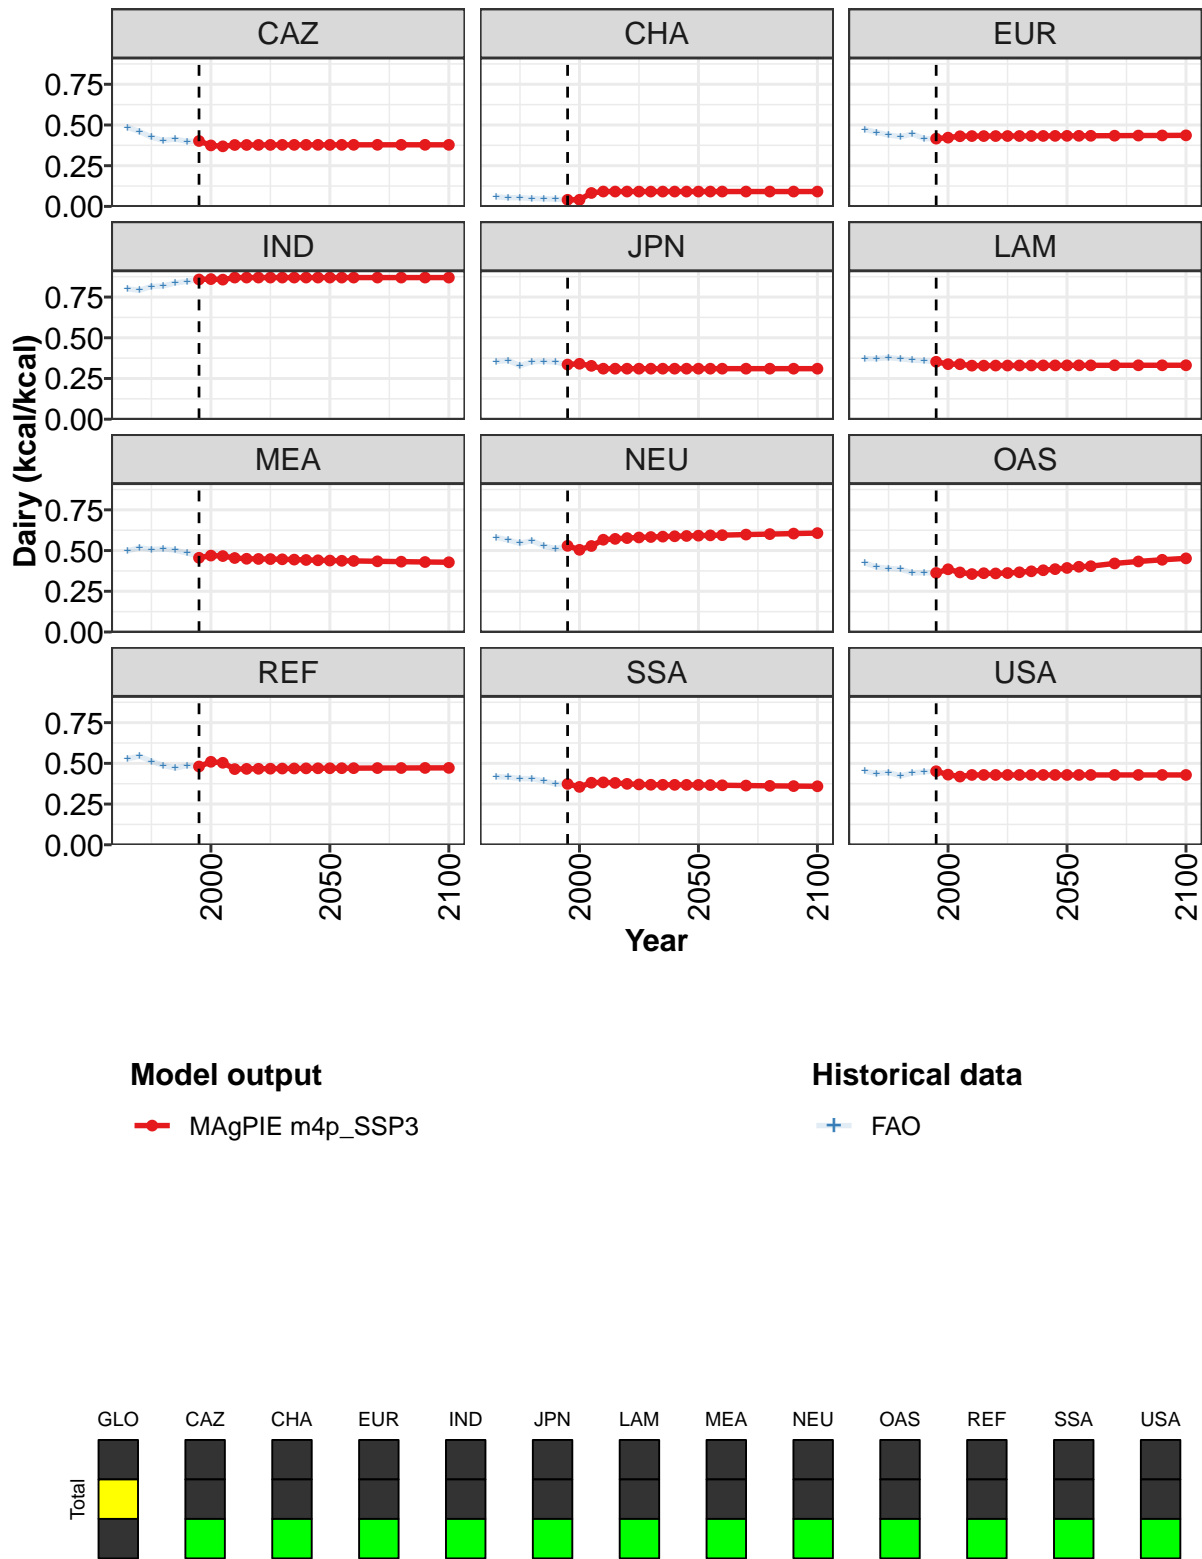 CAZ CHA EUR
0.75
0.50
0.25
0.00
IND JPN LAM
0.75
0.50
0.25
0.00
Dairy (kcal/kcal)
MEA NEU OAS
0.75
0.50
0.25
0.00
REF SSA USA
0.75
0.50
0.25
0.00
2000 2050 2100 2000 2050 2100 2000 2050 2100
Year
Model output Historical data
MAgPIE m4p_SSP3 FAO
GLO CAZ CHA EUR IND JPN LAM MEA NEU OAS REF SSA USA
Total